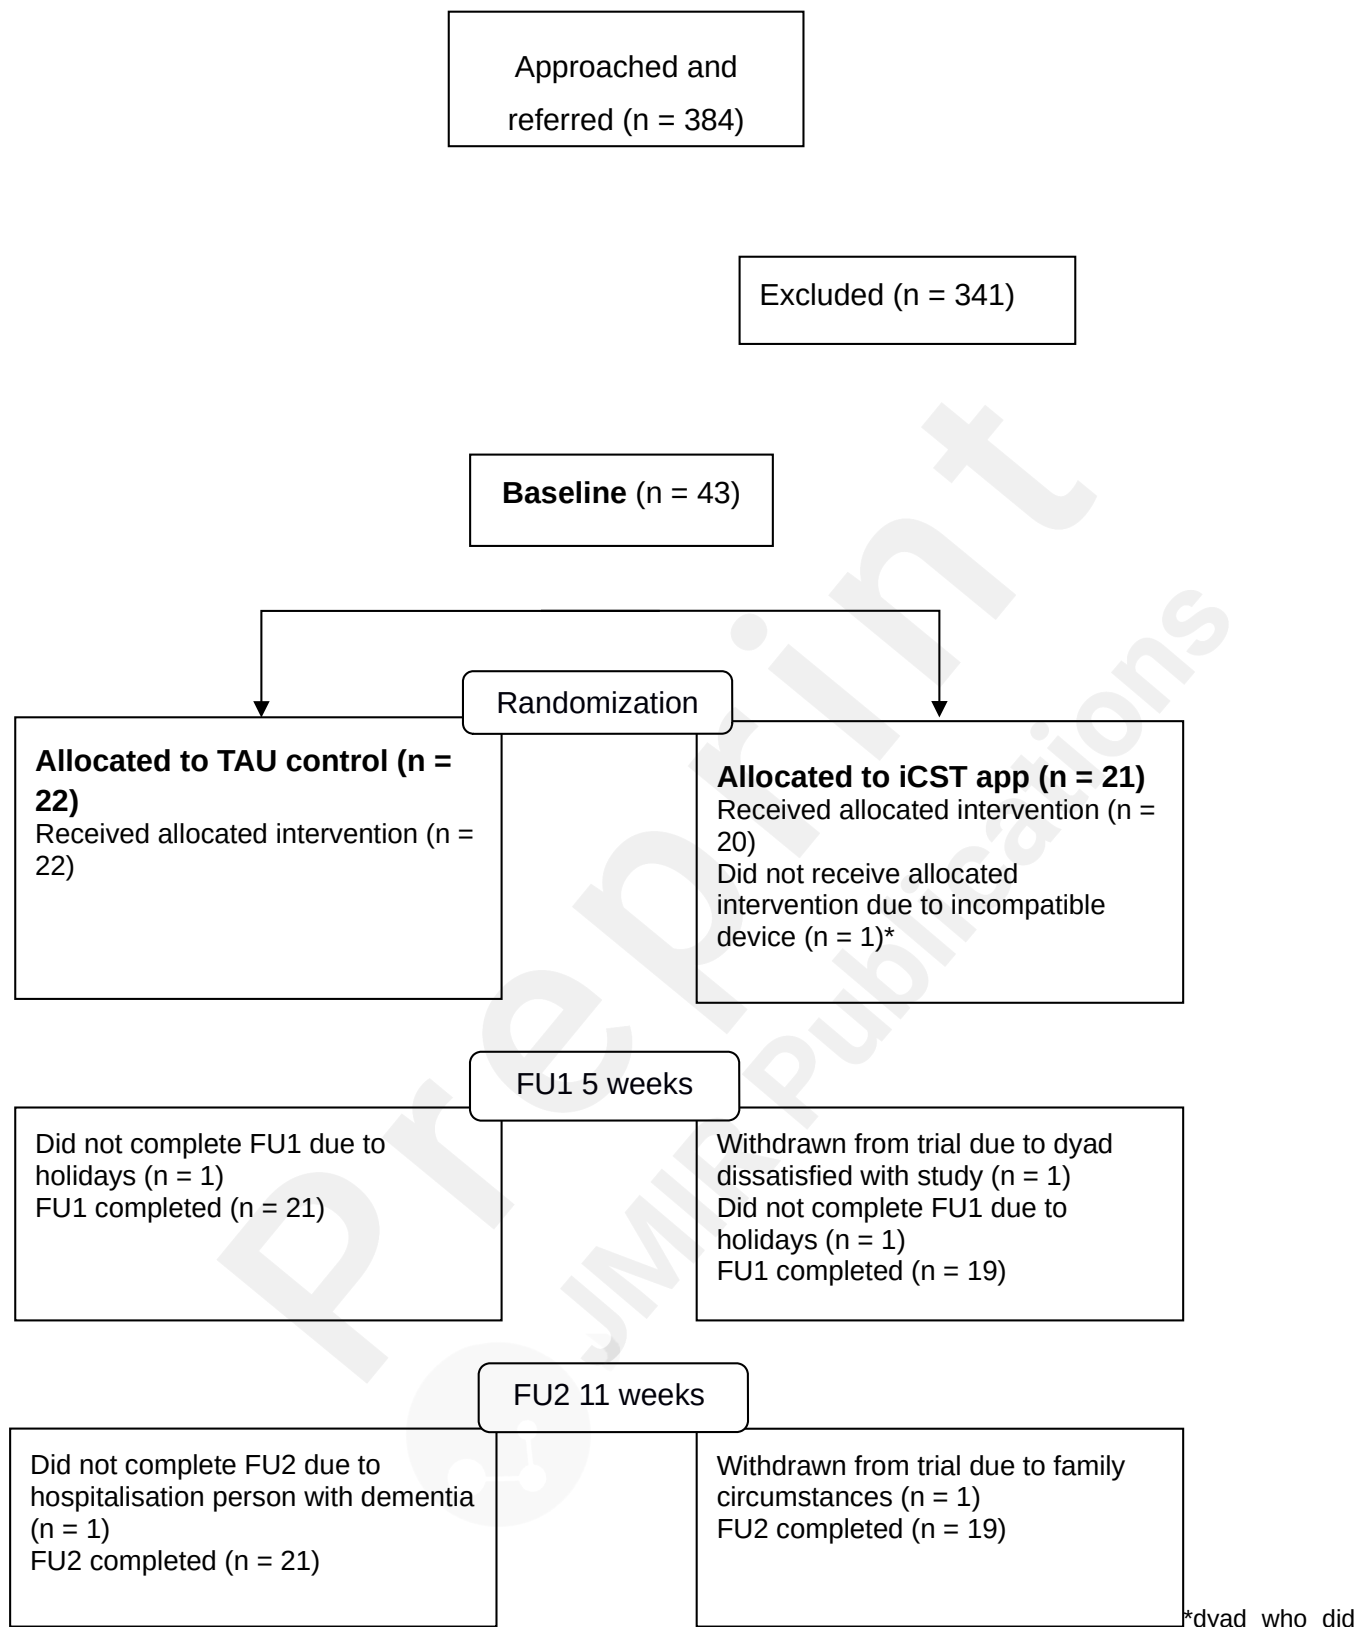 Approached and
referred (n = 384)
Excluded (n = 341)
Baseline (n = 43)
Randomization
Allocated to TAU control (n =
22)
Received allocated intervention (n =
22)
Allocated to iCST app (n = 21)
Received allocated intervention (n =
20)
Did not receive allocated
intervention due to incompatible
device (n = 1)*
FU1 5 weeks
Did not complete FU1 due to
holidays (n = 1)
FU1 completed (n = 21)
Withdrawn from trial due to dyad
dissatisfied with study (n = 1)
Did not complete FU1 due to
holidays (n = 1)
FU1 completed (n = 19)
FU2 11 weeks
Did not complete FU2 due to
hospitalisation person with dementia
(n = 1)
FU2 completed (n = 21)
Withdrawn from trial due to family
circumstances (n = 1)
FU2 completed (n = 19)
*dyad who did
Preprint
JMIR Publications